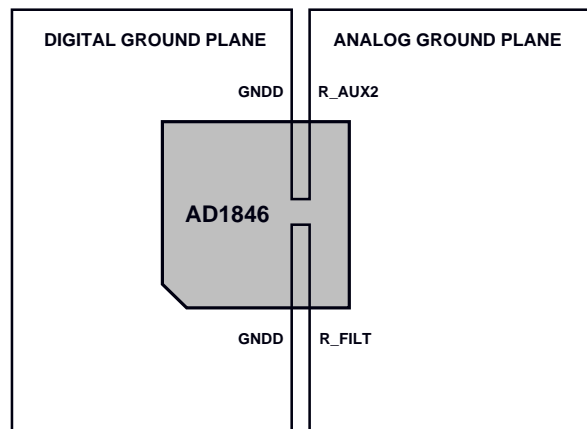 DIGITAL GROUND PLANE ANALOG GROUND PLANE
GNDD R_AUX2
AD1846
GNDD R_FILT